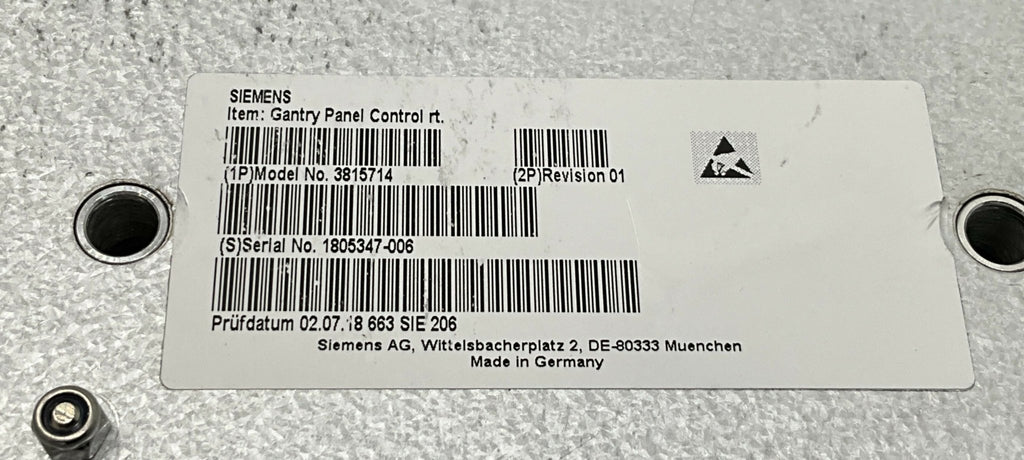 SIEMENS
Item: Gantry Panel Control rt.
(1P)Model No. 3815714 (2P)Revision 01
(S)Serial No. 1805347-006
Prüfdatum 02.07.18 663 SIE 206
Siemens AG, Wittelsbacherplatz 2, DE-80333 Muenchen
Made in Germany